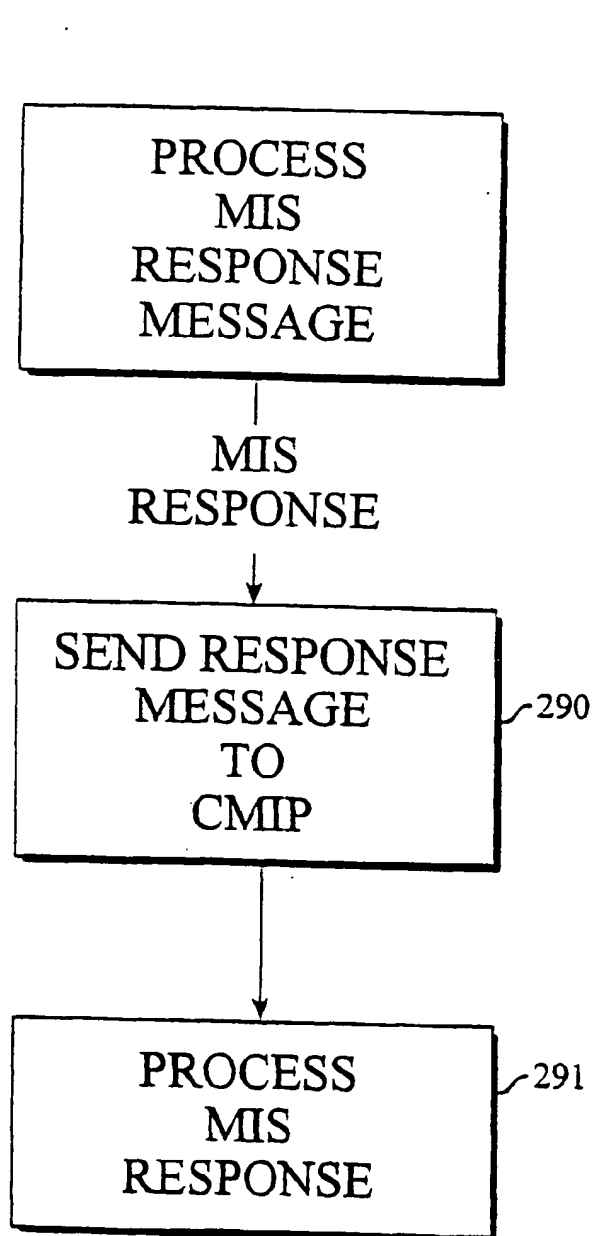 PROCESS
MIS
RESPONSE
MESSAGE
MIS
RESPONSE
SEND RESPONSE
MESSAGE
TO
CMIP
290
PROCESS
MIS
RESPONSE
291